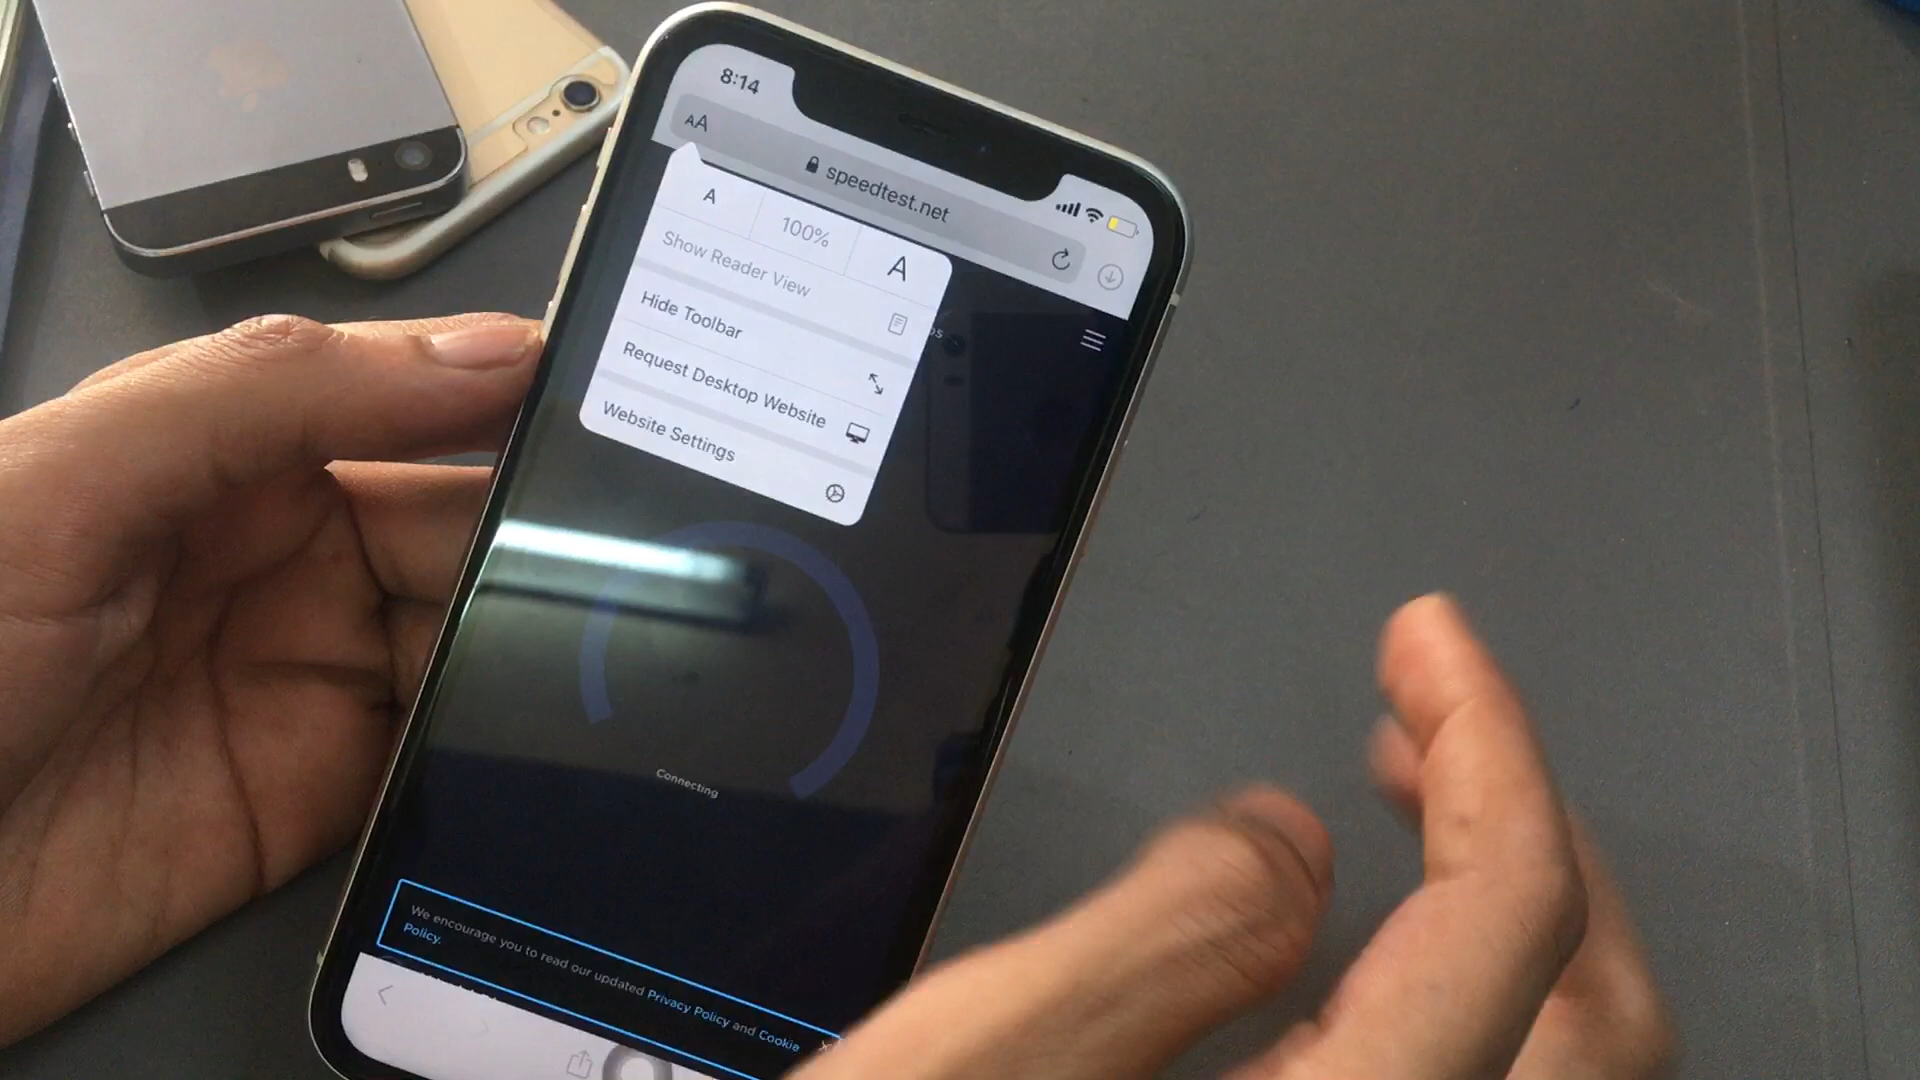 8:14
AA
speedtest.net
A
100%
A
Show Reader View
Hide Toolbar
Request Desktop Website
Website Settings
Connecting
We encourage you to read our updated Privacy Policy and Cookie
Policy.